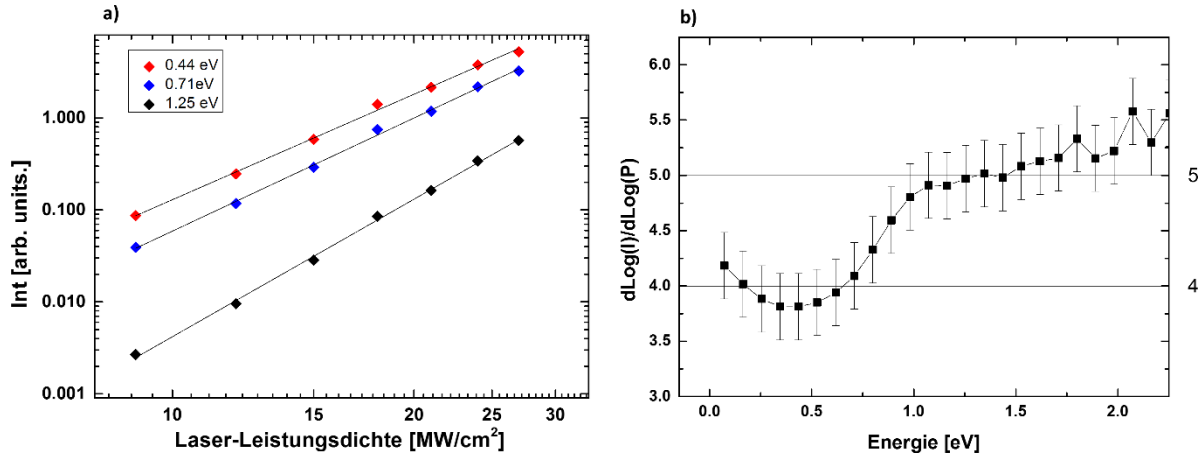 a)
0.44 eV
0.71eV
1.25 eV
1.000
0.100
0.010
0.001
Int [arb. units.]
10 15 20 25 30
Laser-Leistungsdichte [MW/cm²]
b)
6.0
5.5
5.0
4.5
4.0
3.5
3.0
5
4
dLog(I)/dLog(P)
0.0 0.5 1.0 1.5 2.0
Energie [eV]